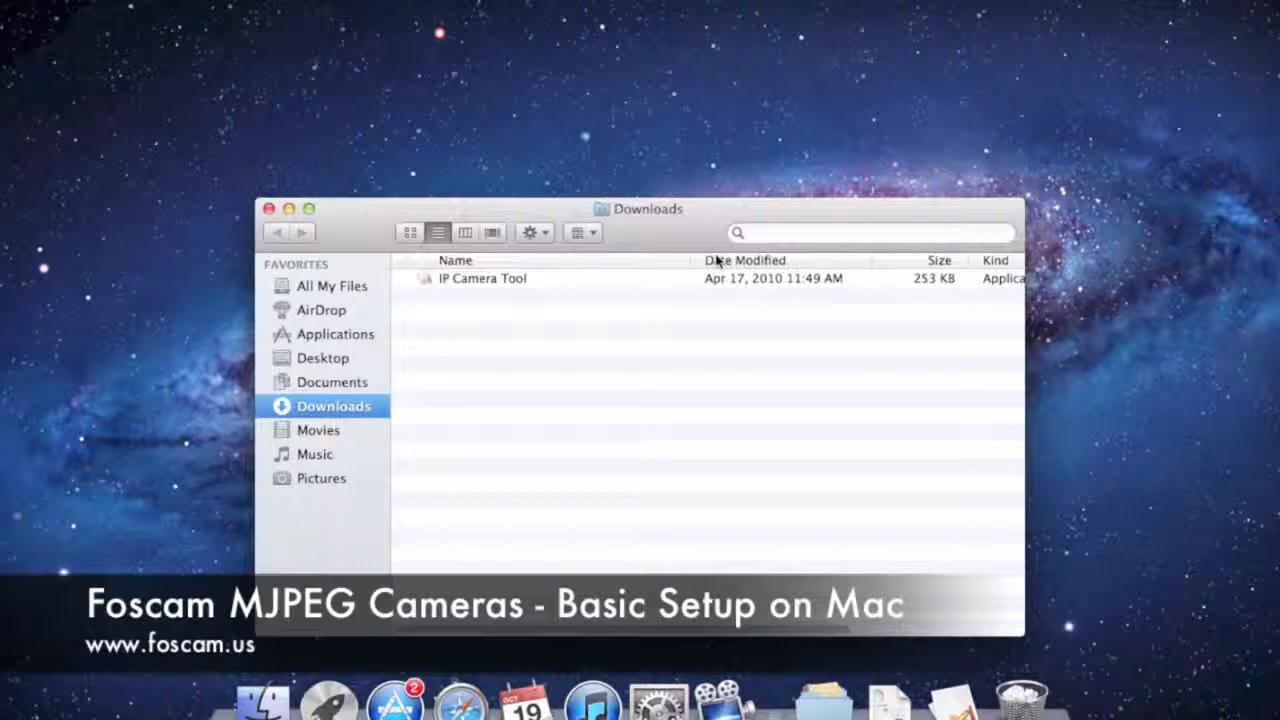 Downloads
Name Date Modified Size Kind
IP Camera Tool Apr 17, 2010 11:49 AM 253 KB Applica
FAVORITES
All My Files
AirDrop
Applications
Desktop
Documents
Downloads
Movies
Music
Pictures
Foscam MJPEG Cameras - Basic Setup on Mac
www.foscam.us
2
OCT
19